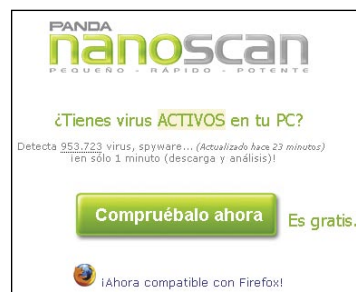 PANDA
nanoscan
PEQUEÑO - RÁPIDO - POTENTE
¿Tienes virus ACTIVOS en tu PC?
Detecta 953.723 virus, spyware... (Actualizado hace 23 minutos)
¡en sólo 1 minuto (descarga y análisis)!
Compruébalo ahora Es gratis.
¡Ahora compatible con Firefox!